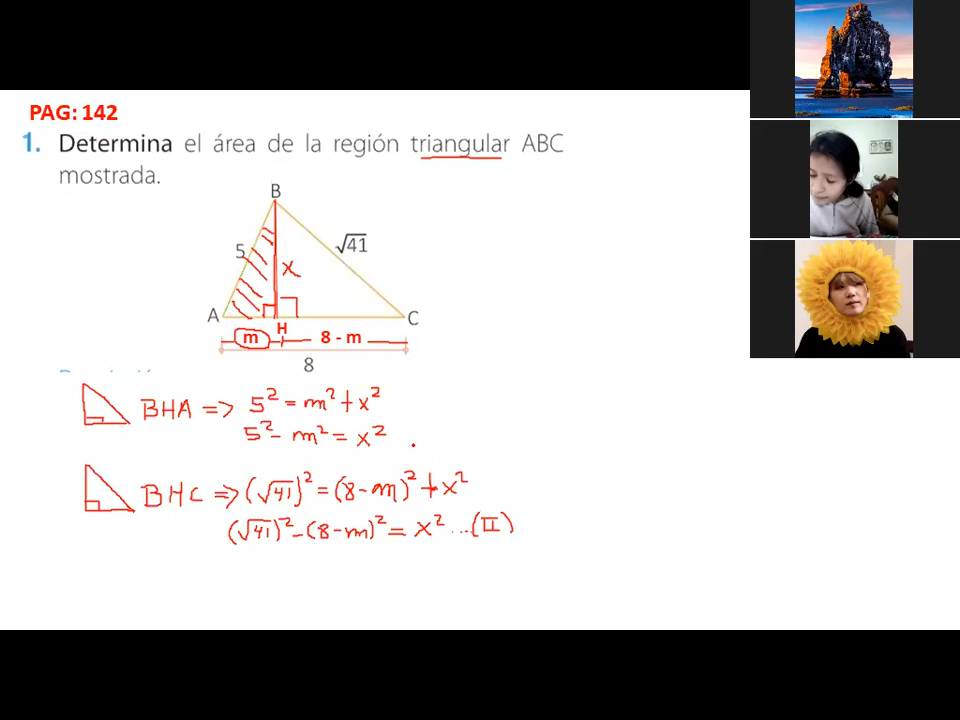 PAG: 142
1. Determina el área de la región triangular ABC
mostrada.
B
5
√41
x
A
H
C
m
8 - m
8
BHA => 5² = m² + x²
5² - m² = x²
BHC => (√41)² = (8-m)² + x²
(√41)² - (8-m)² = x² ...(II)